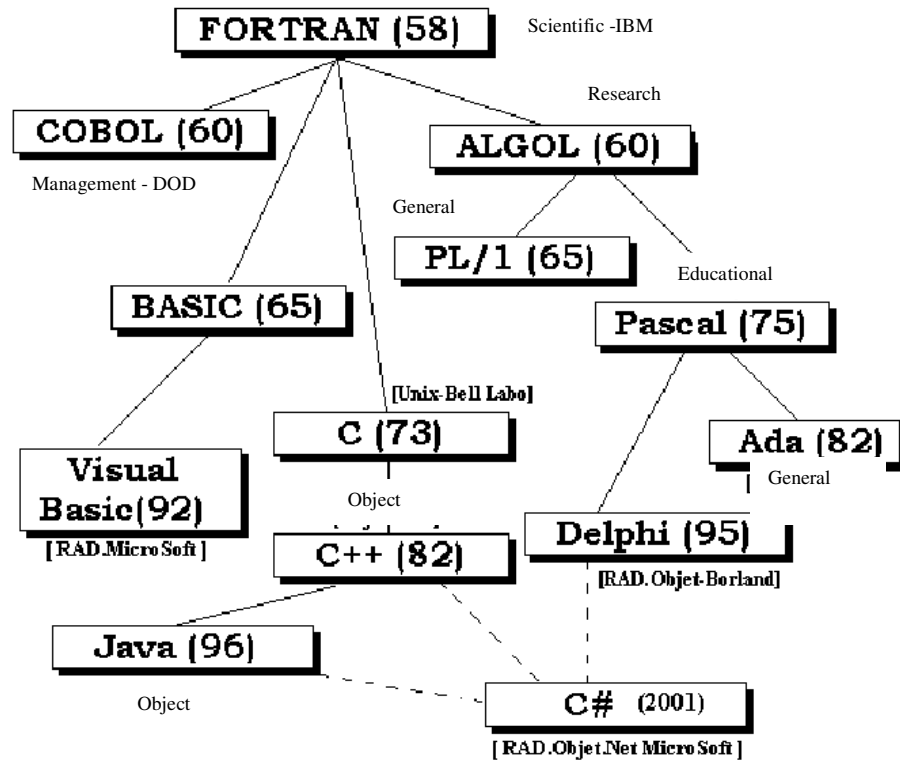 FORTRAN (58)
Scientific -IBM
Research
COBOL (60)
ALGOL (60)
Management - DOD
General
PL/1 (65)
Educational
BASIC (65)
Pascal (75)
[Unix-Bell Labo]
C (73)
Ada (82)
General
Visual
Basic(92)
Object
[RAD.MicroSoft]
Delphi (95)
C++ (82)
[RAD.Objet-Borland]
Java (96)
Object
C# (2001)
[ RAD.Objet.Net MicroSoft ]